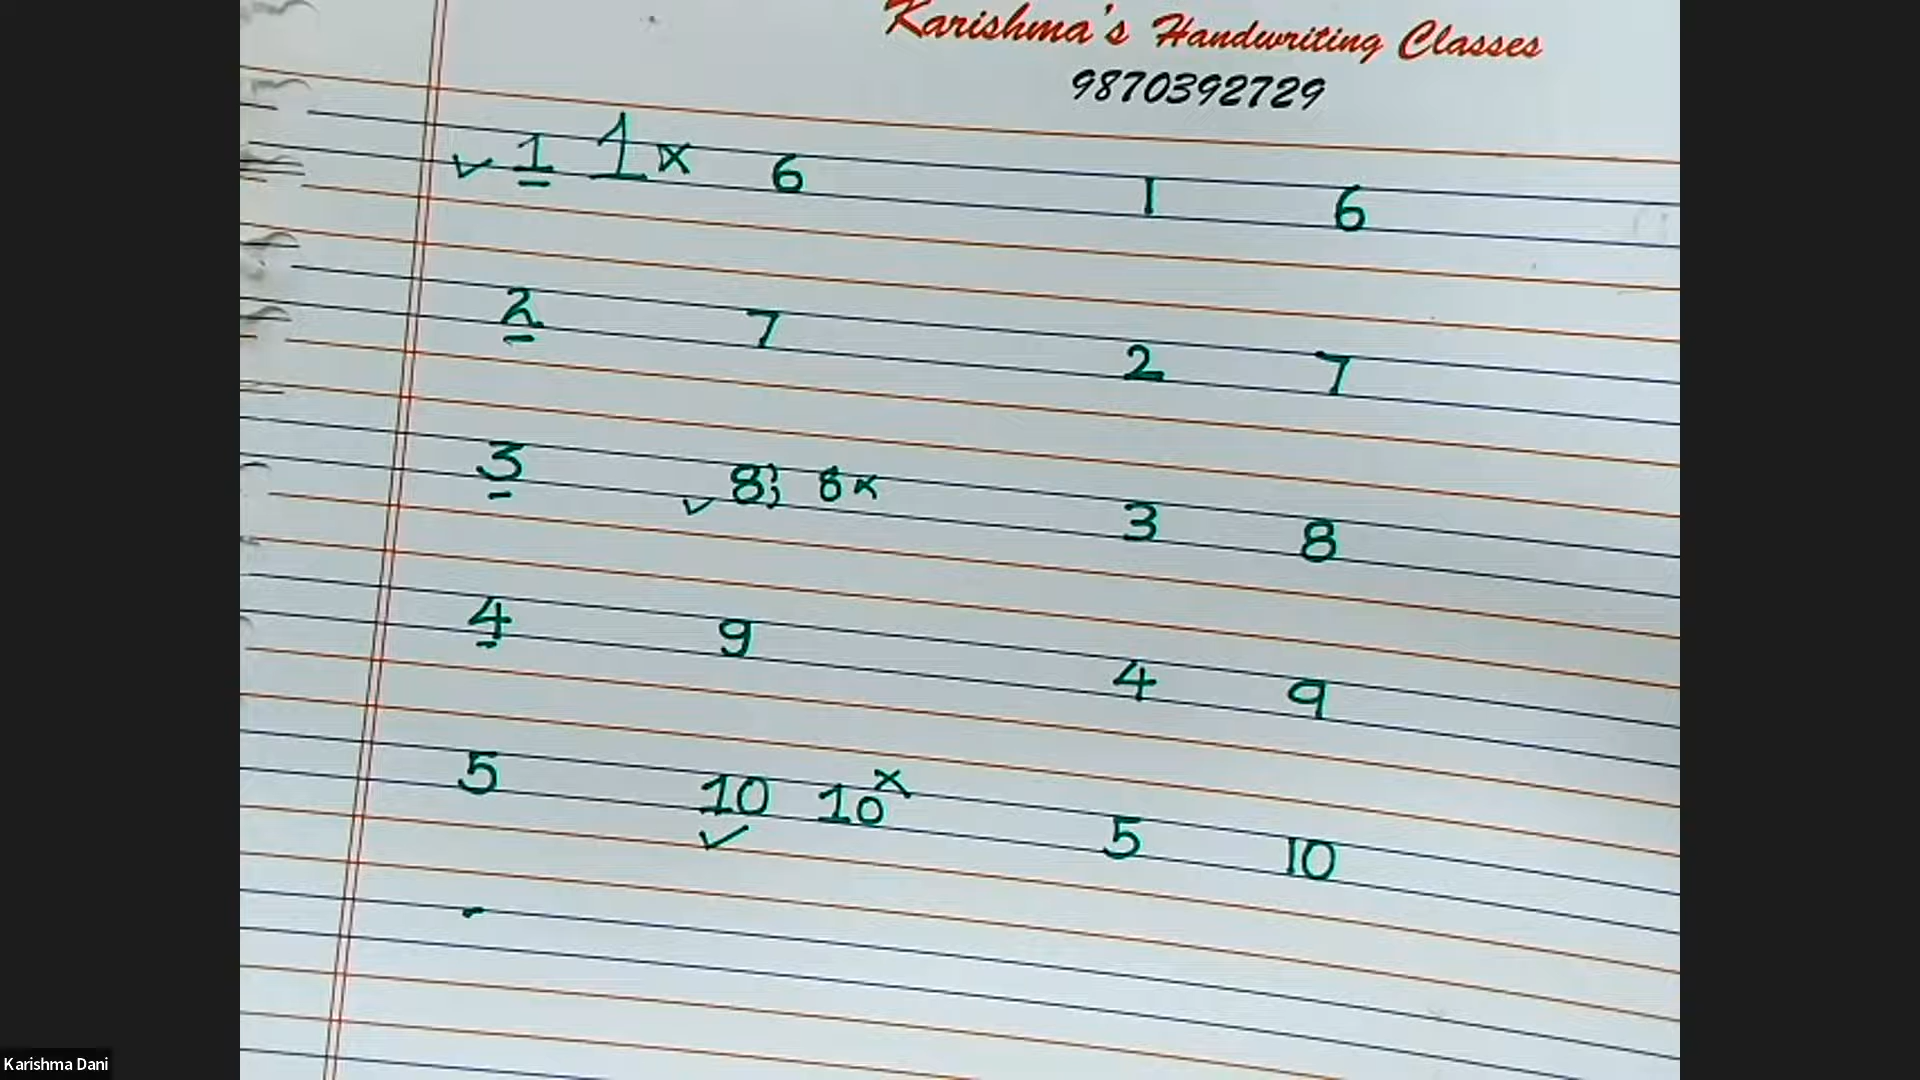 Karishma's Handwriting Classes
9870392729
✓ 1 1 x 6 1 6
2 7 2 7
3 ✓ 8; 8 x 3 8
4 9 4 9
5 10 10 x 5 10
✓
Karishma Dani